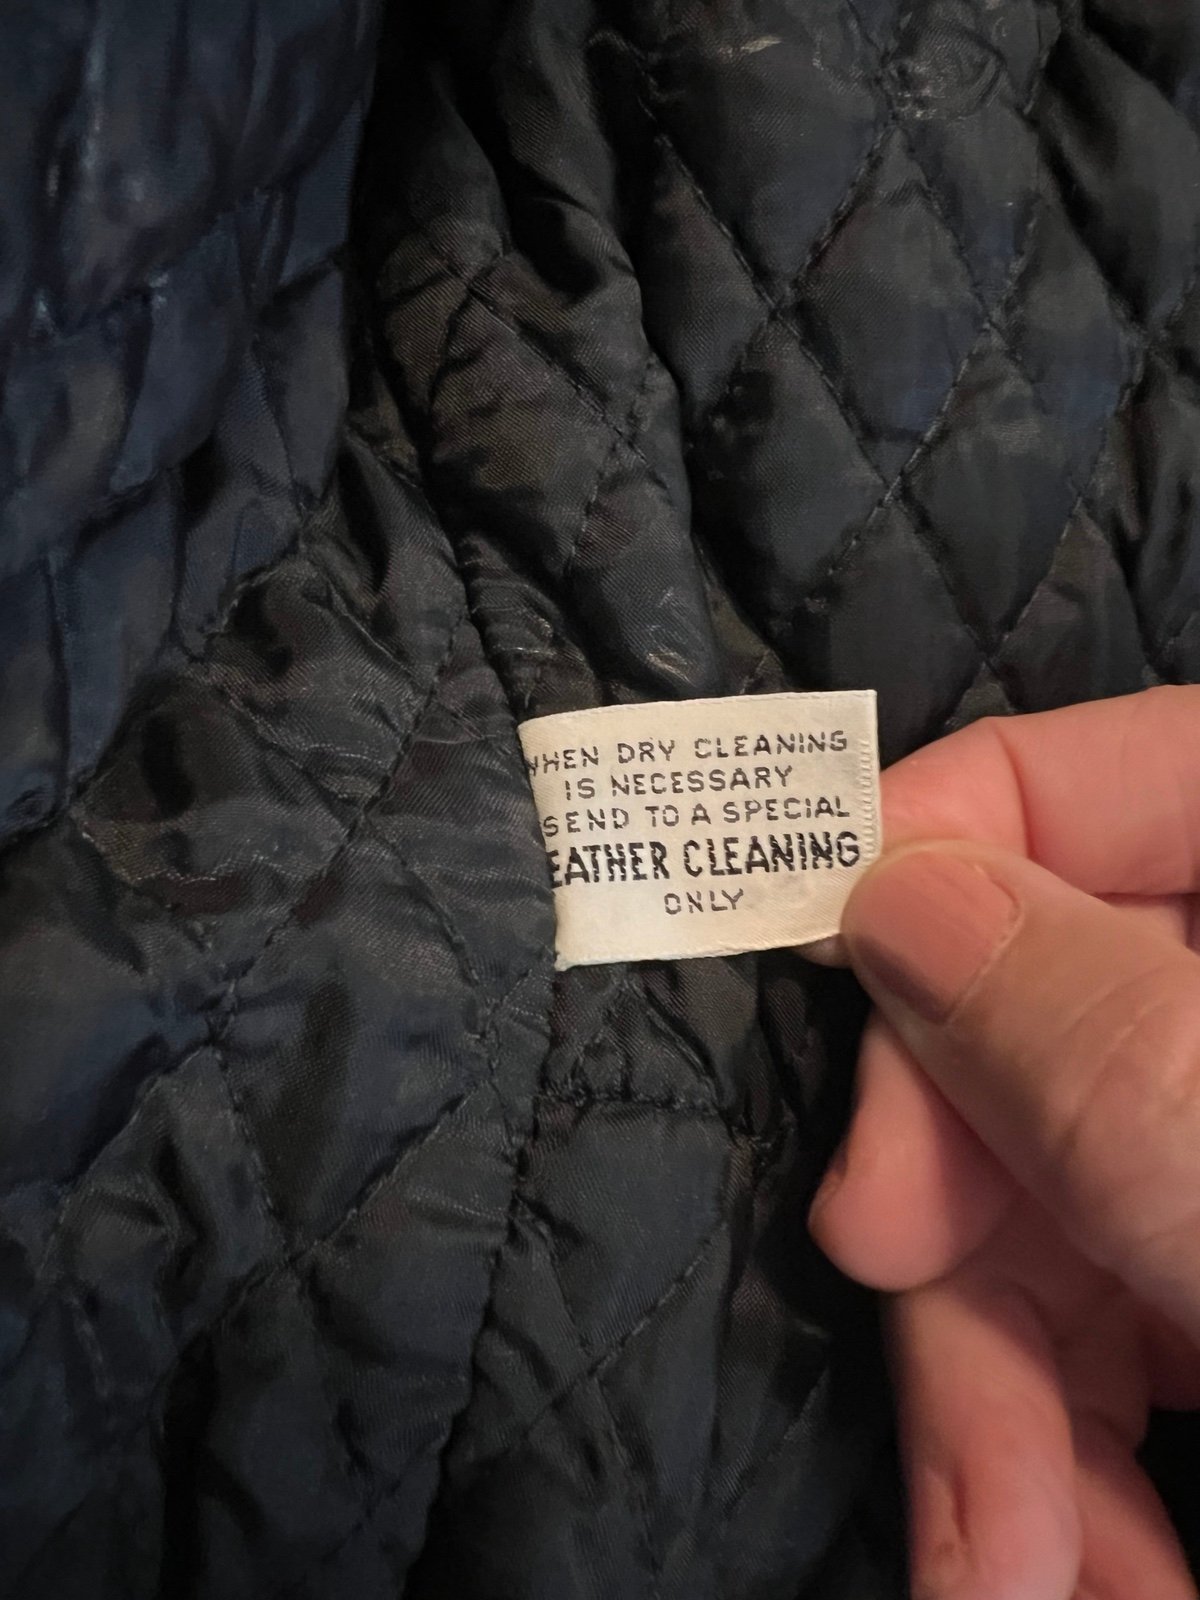 WHEN DRY CLEANING
IS NECESSARY
SEND TO A SPECIAL
EATHER CLEANING
ONLY